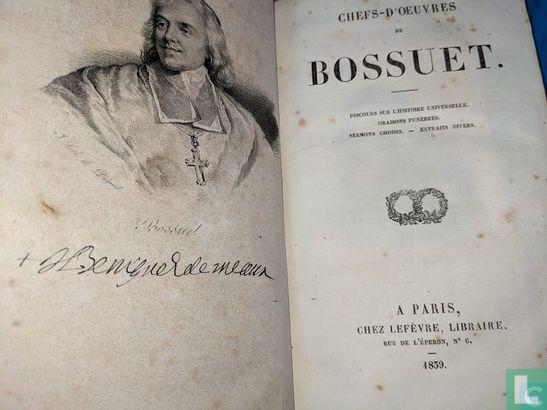 Bossuet
+ J Benigne E. de meaux
CHEFS-D'OEUVRES
DE
BOSSUET.
DISCOURS SUR L'HISTOIRE UNIVERSELLE.
ORAISONS FUNÈBRES.
SERMONS CHOISIS. — EXTRAITS DIVERS.
A PARIS,
CHEZ LEFÈVRE, LIBRAIRE.
RUE DE L'ÉPERON, N° 6.
1839.